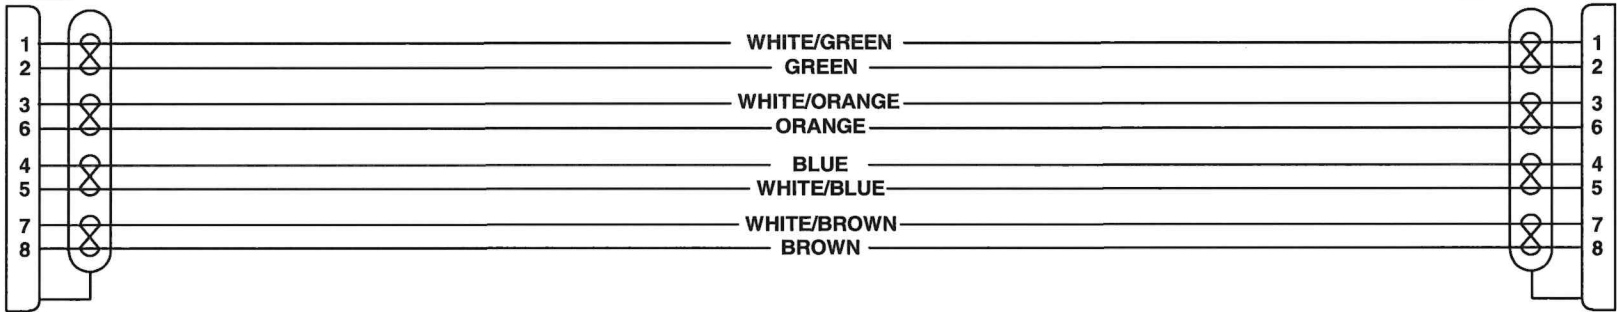 1 WHITE/GREEN 1
2 GREEN 2
3 WHITE/ORANGE 3
6 ORANGE 6
4 BLUE 4
5 WHITE/BLUE 5
7 WHITE/BROWN 7
8 BROWN 8